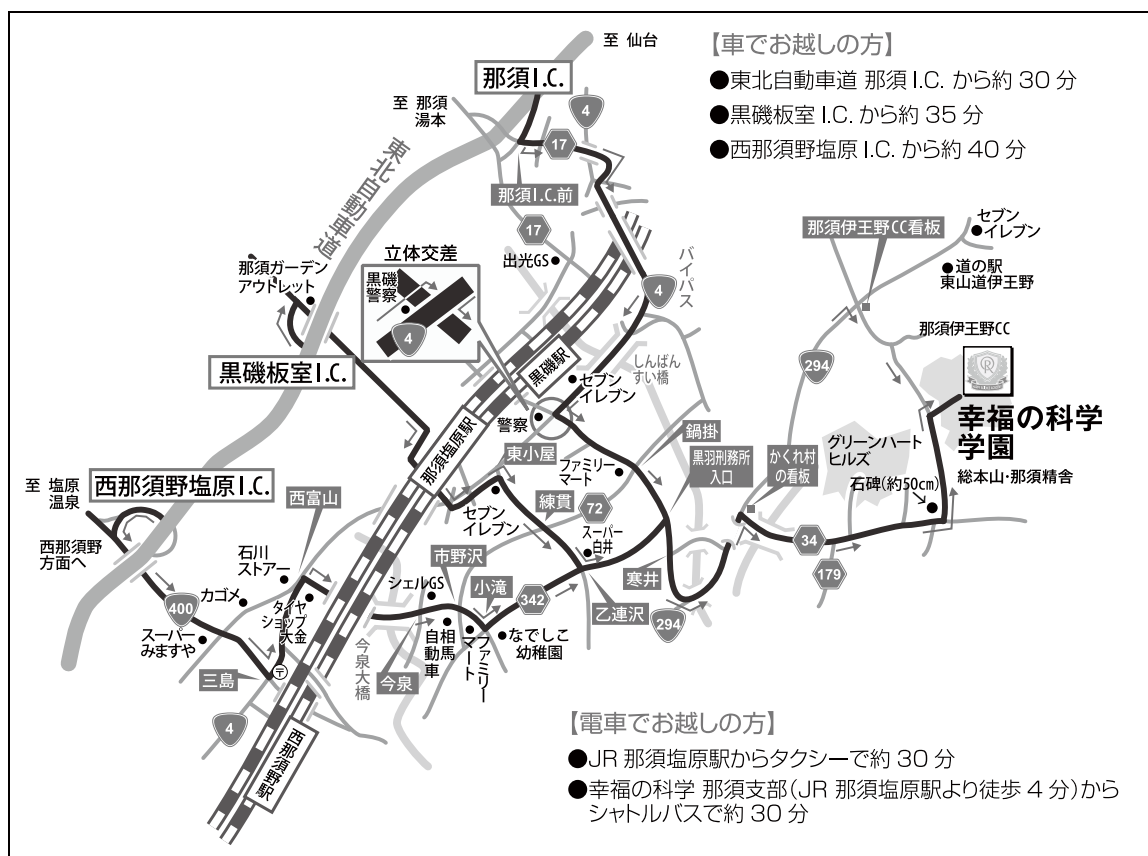 至 仙台
【車でお越しの方】
●東北自動車道 那須I.C. から約30分
●黒磯板室I.C.から約35分
●西那須野塩原I.C.から約40分
那須I.C.
至 那須
湯本
4
17
東北自動車道
那須I.C.前
17
出光GS
バイパス
4
立体交差
黒磯
警察
4
那須ガーデン
アウトレット
黒磯板室I.C.
黒磯駅
セブン
イレブン
しんばん
すい橋
那須伊王野CC看板
セブン
イレブン
道の駅
東山道伊王野
那須伊王野CC
294
幸福の科学
学園
総本山・那須精舎
グリーンハート
ヒルズ
石碑(約50cm)
警察
東小屋
那須塩原駅
鍋掛
ファミリー
マート
黒羽刑務所
入口
かくれ村
の看板
至 塩原
温泉
西那須野塩原I.C.
西富山
セブン
イレブン
練貫
72
スーパー
白井
34
179
西那須野
方面へ
石川
ストアー
カゴメ
400
タイヤ
ショップ
大金
スーパー
みますや
三島
〒
4
市野沢
シェルGS
小滝
342
寒井
乙連沢
294
今泉大橋
今泉
相馬
自動車
ファミリー
マート
なでしこ
幼稚園
西那須野駅
【電車でお越しの方】
●JR 那須塩原駅からタクシーで約30分
●幸福の科学 那須支部(JR 那須塩原駅より徒歩4分)から
シャトルバスで約30分